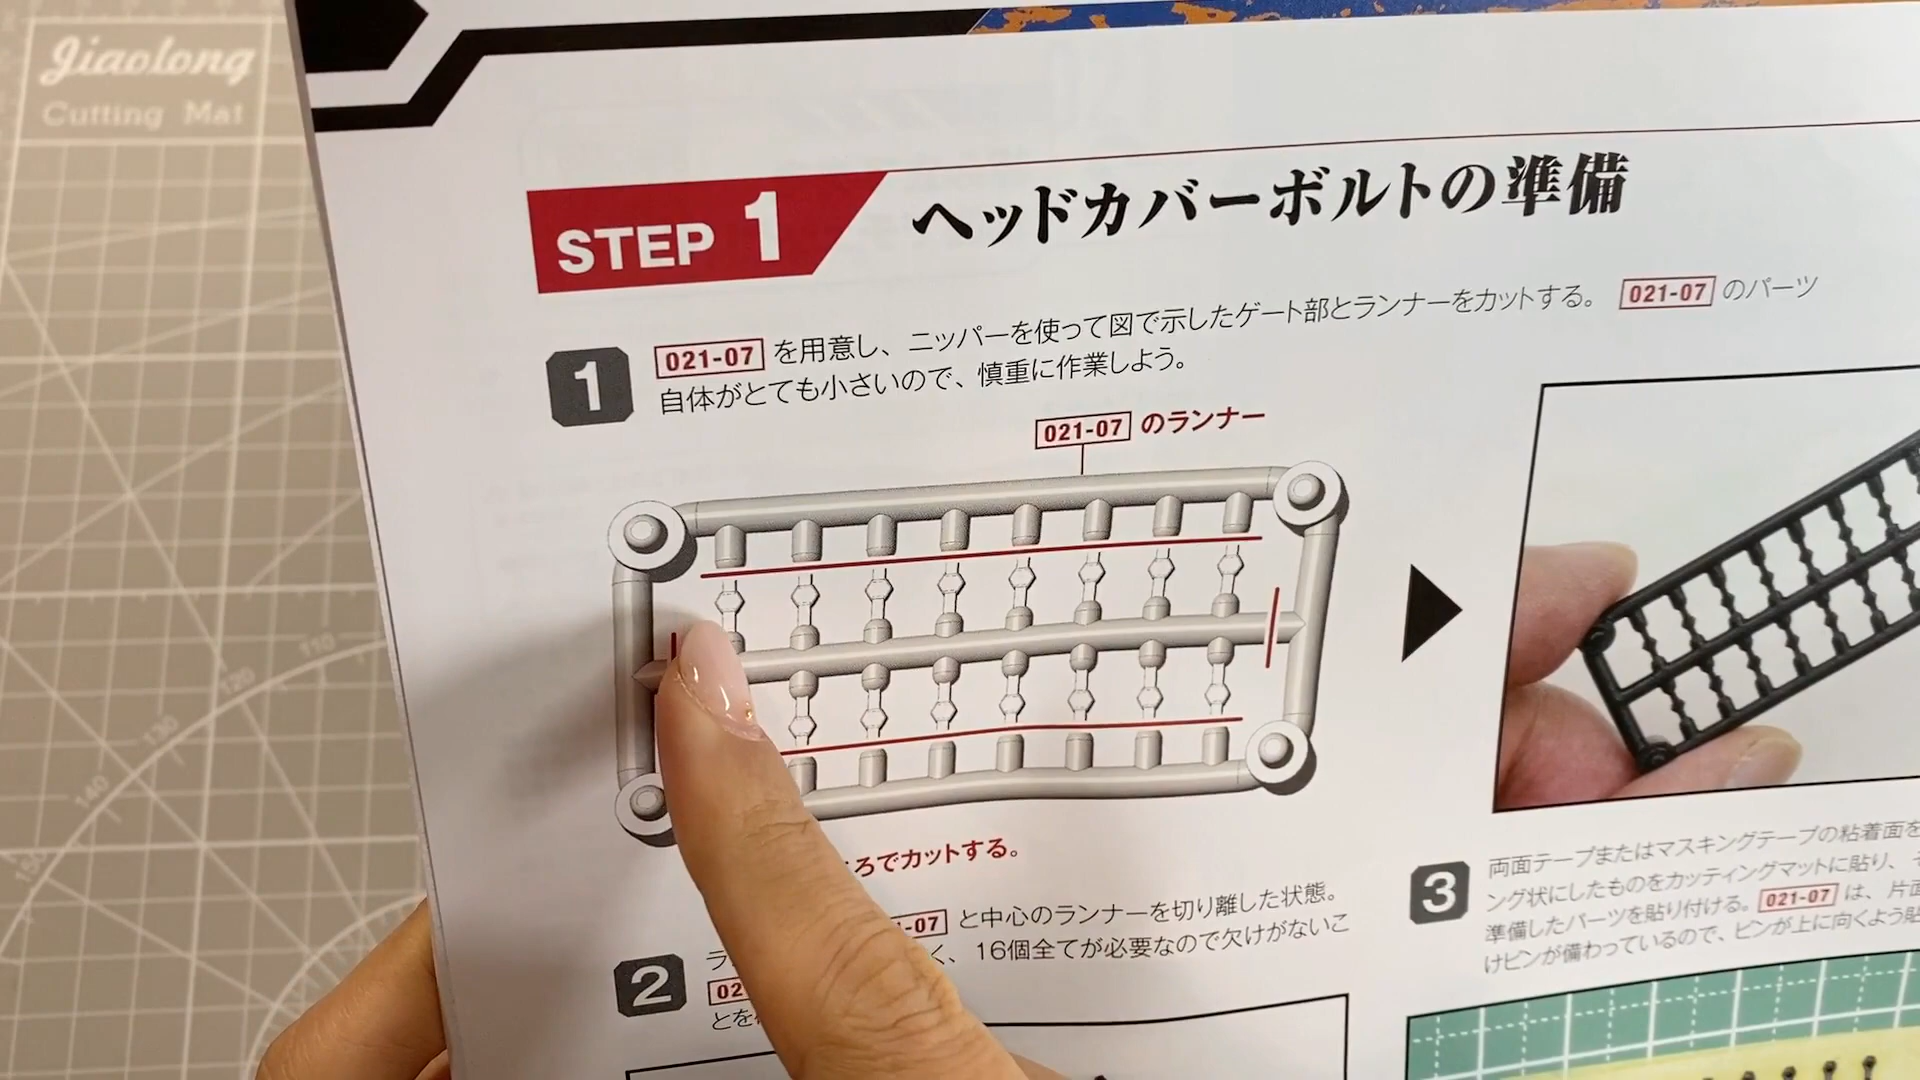 Jiaolong
Cutting Mat
110
120
130
140
150
STEP 1
ヘッドカバーボルトの準備
1
021-07 を用意し、ニッパーを使って図で示したゲート部とランナーをカットする。 021-07 のパーツ
自体がとても小さいので、慎重に作業しよう。
021-07 のランナー
ろでカットする。
2
-07 と中心のランナーを切り離した状態。
ラ
02
く、16個全てが必要なので欠けがないこ
とを
3
両面テープまたはマスキングテープの粘着面を
ング状にしたものをカッティングマットに貼り、そ
準備したパーツを貼り付ける。021-07 は、片面
けピンが備わっているので、ピンが上に向くよう貼